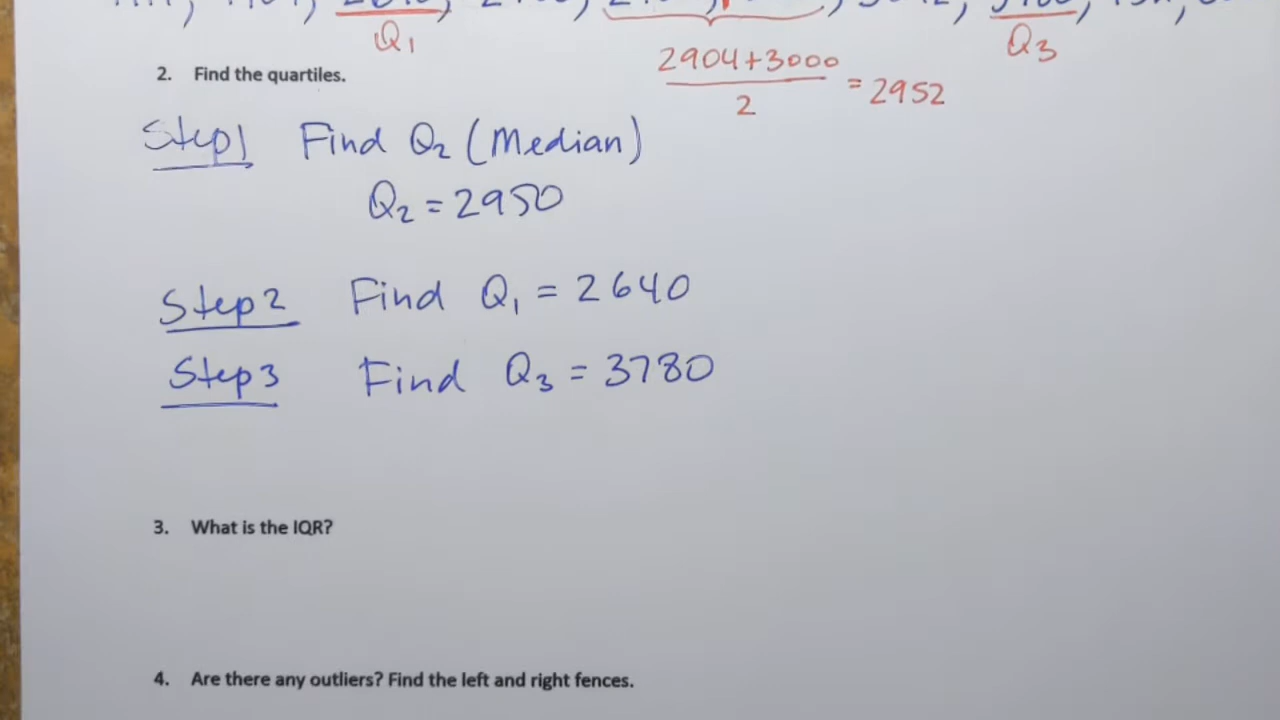 Q₁
Q₃
2904+3000
2
= 2952
2. Find the quartiles.
Step1 Find Q₂ (Median)
Q₂ = 2950
Step2 Find Q₁ = 2640
Step3 Find Q₃ = 3780
3. What is the IQR?
4. Are there any outliers? Find the left and right fences.